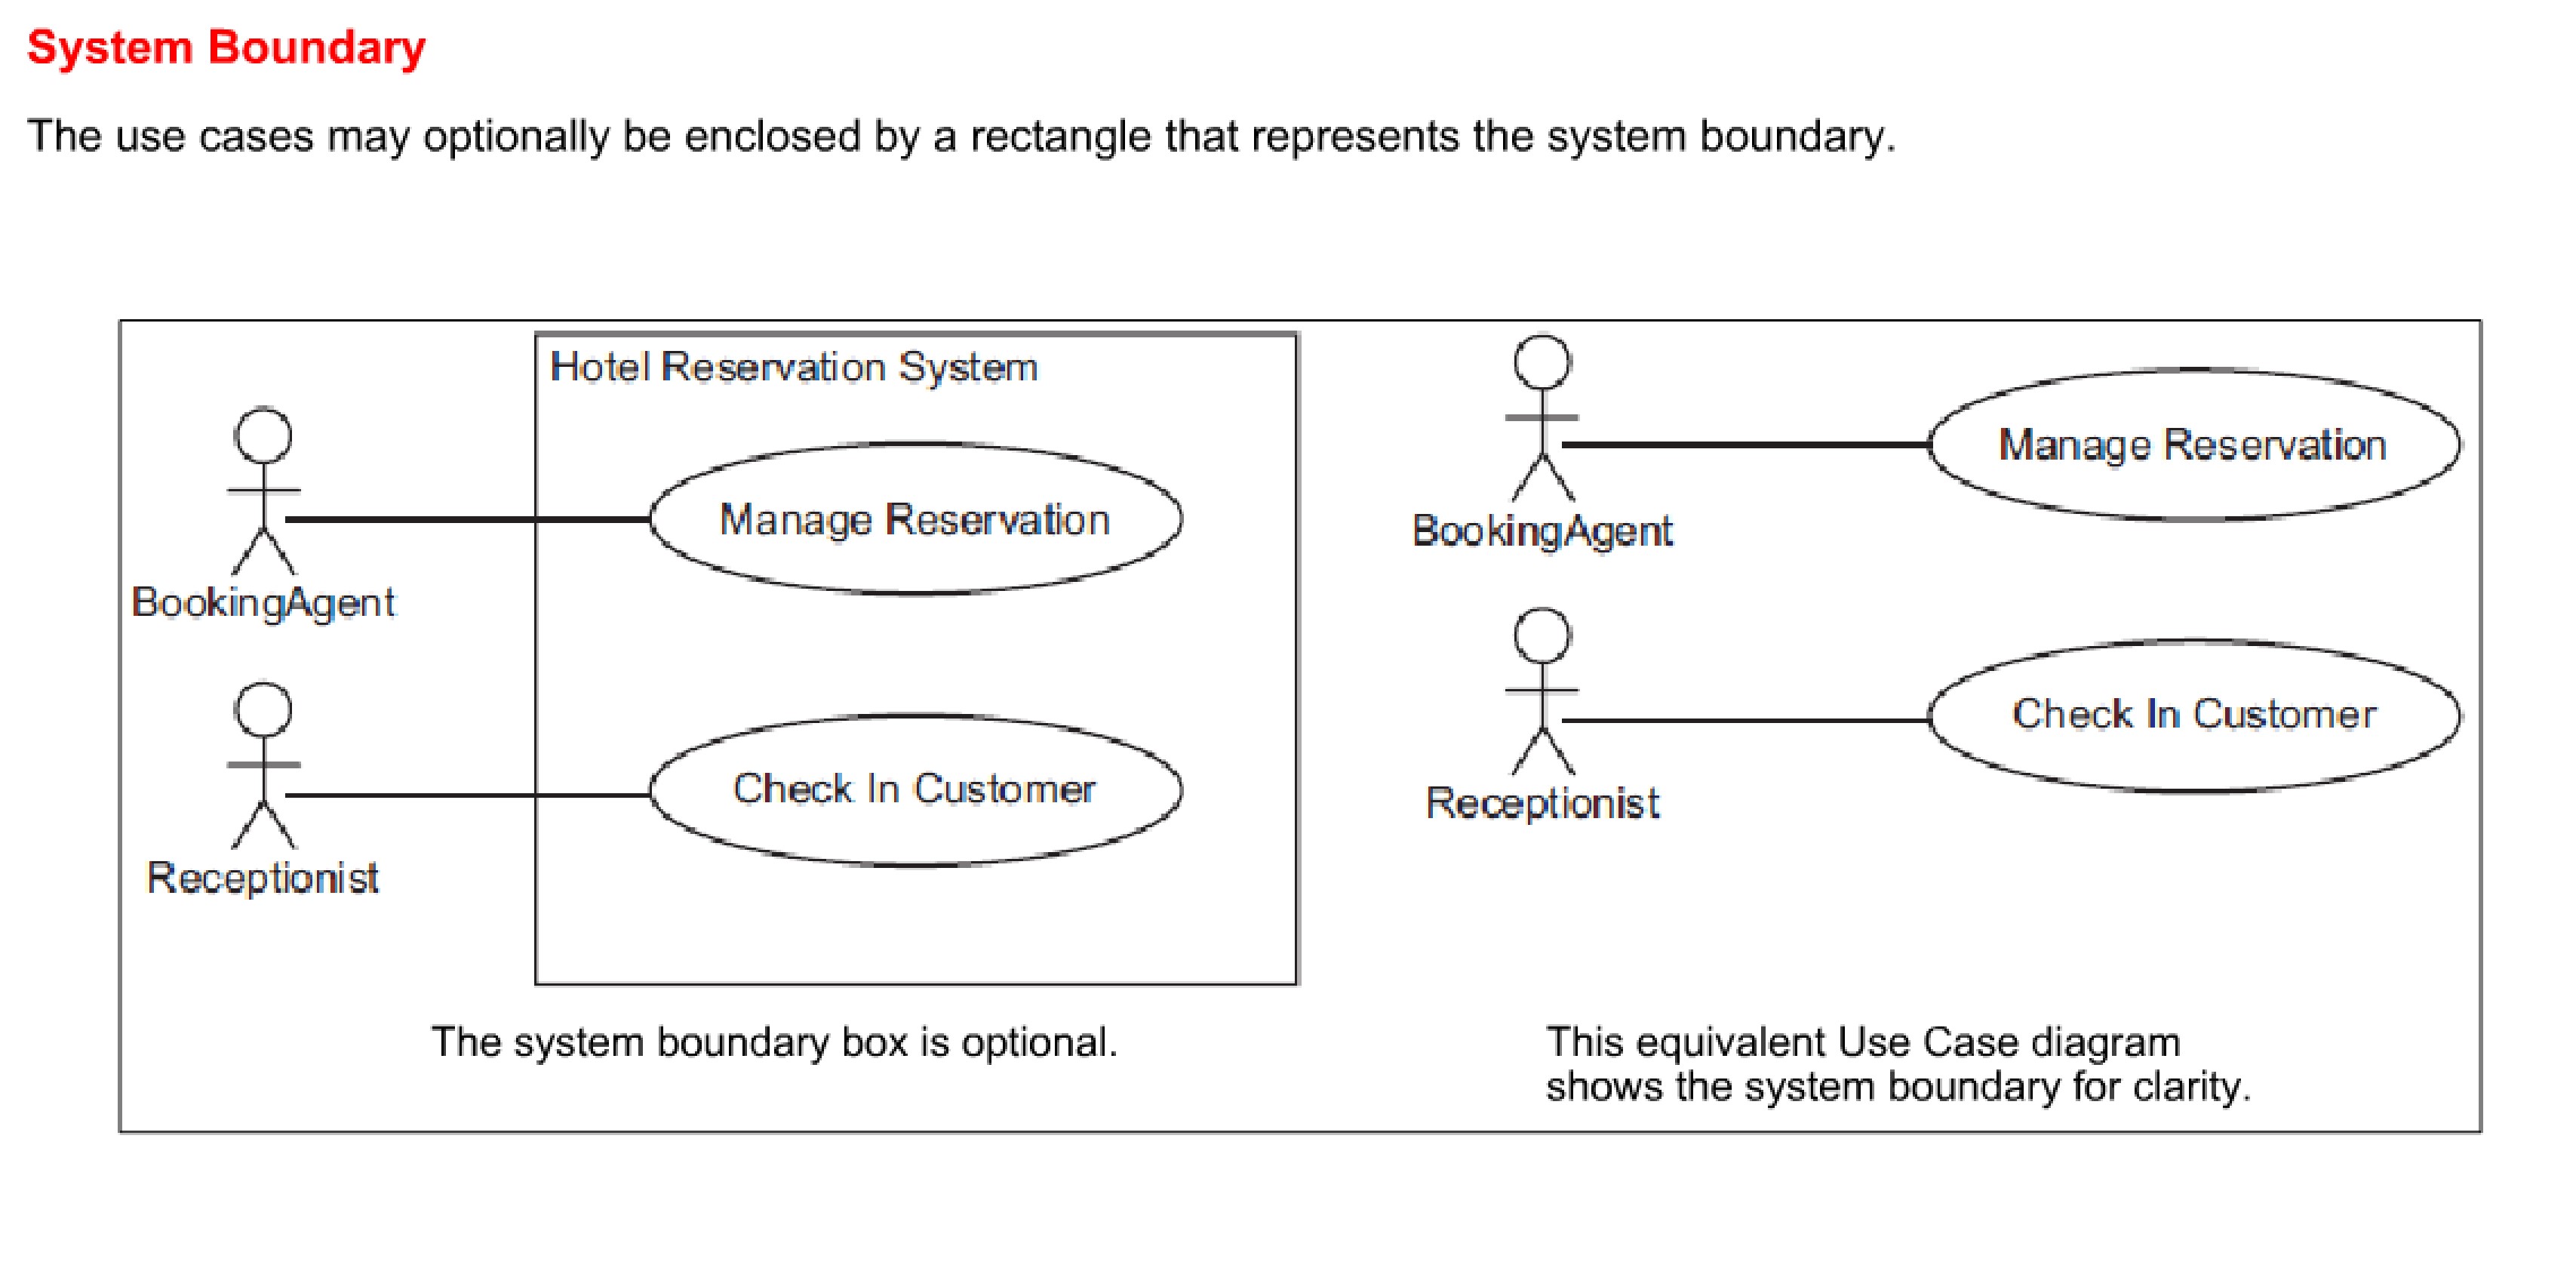 System Boundary
The use cases may optionally be enclosed by a rectangle that represents the system boundary.
Hotel Reservation System
Manage Reservation
BookingAgent
Check In Customer
Receptionist
The system boundary box is optional.
Manage Reservation
BookingAgent
Check In Customer
Receptionist
This equivalent Use Case diagram
shows the system boundary for clarity.